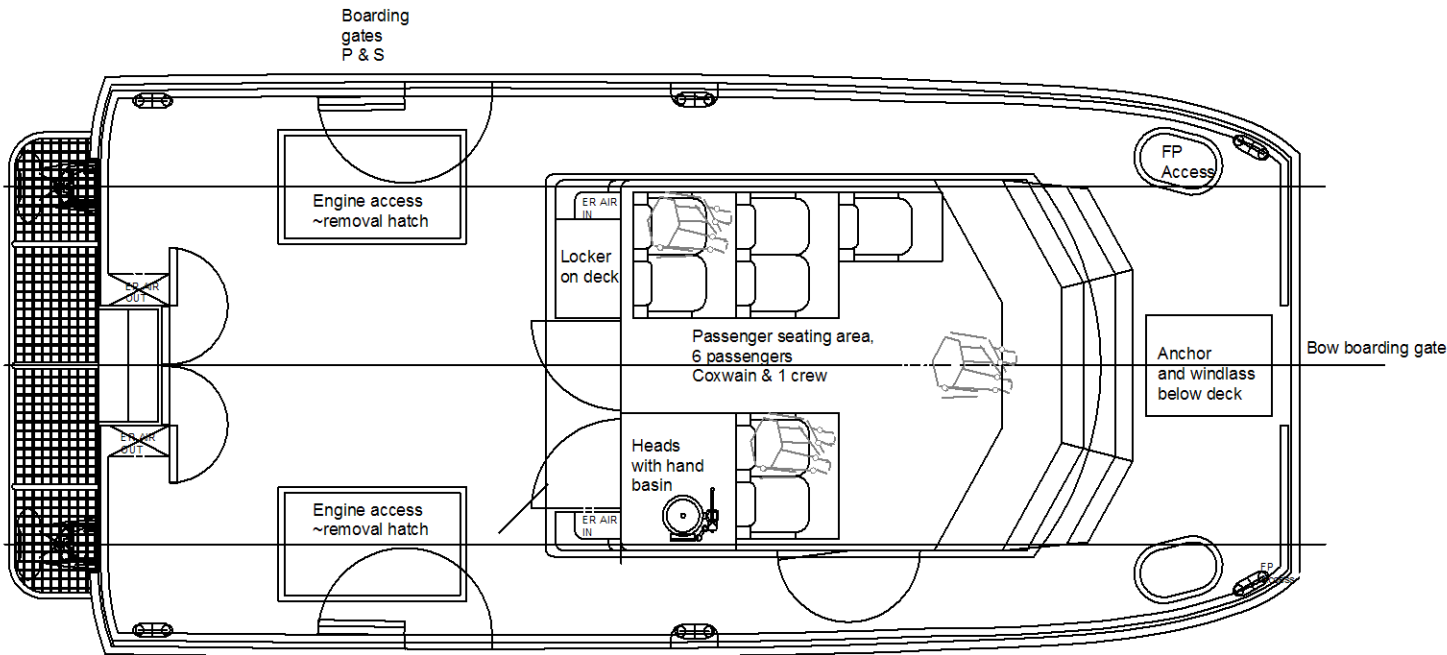 Boarding
gates
P & S
FP
Access
Engine access
~removal hatch
ER AIR
IN
Locker
on deck
ER AIR
OUT
Passenger seating area,
6 passengers
Coxwain & 1 crew
Anchor
and windlass
below deck
Bow boarding gate
ER AIR
OUT
Heads
with hand
basin
Engine access
~removal hatch
ER AIR
IN
FP
Access